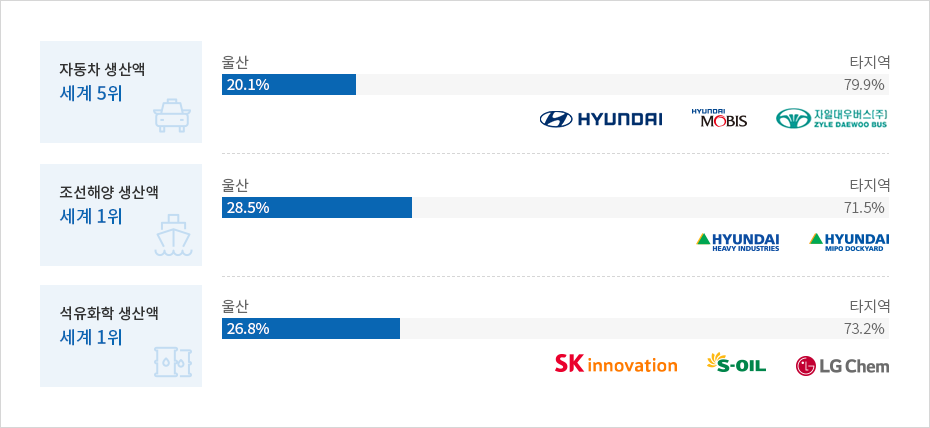 자동차 생산액
세계 5위
울산 타지역
20.1% 79.9%
HYUNDAI
HYUNDAI
MOBIS
자일대우버스(주)
ZYLE DAEWOO BUS
조선해양 생산액
세계 1위
울산 타지역
28.5% 71.5%
HYUNDAI
HEAVY INDUSTRIES
HYUNDAI
MIPO DOCKYARD
석유화학 생산액
세계 1위
울산 타지역
26.8% 73.2%
SK innovation
S-OIL
LG Chem